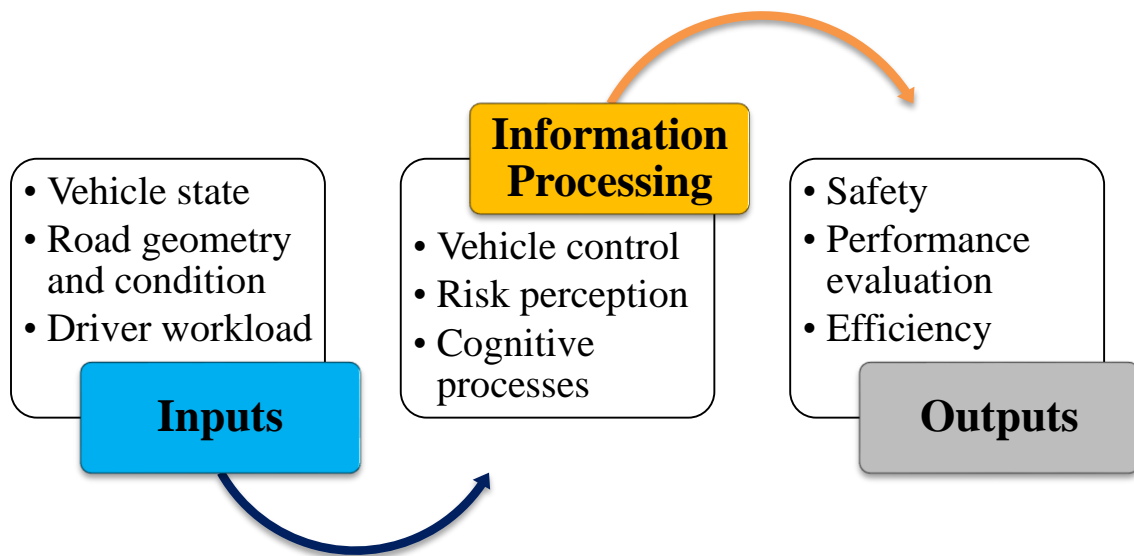 • Vehicle state
• Road geometry
and condition
• Driver workload
Inputs
Information
Processing
• Vehicle control
• Risk perception
• Cognitive
processes
• Safety
• Performance
evaluation
• Efficiency
Outputs